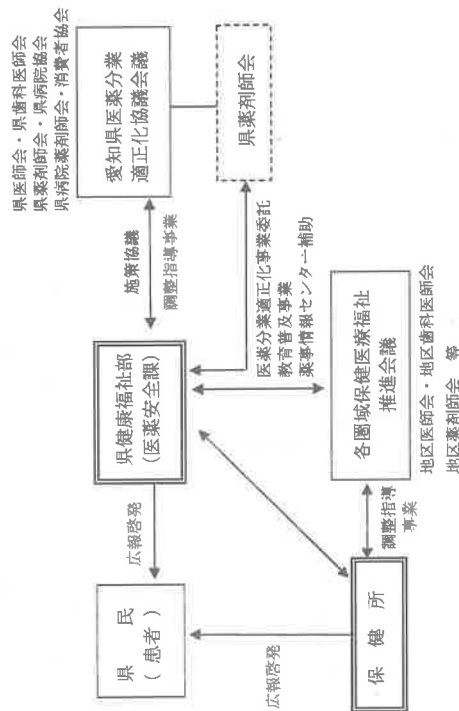 県医師会・県歯科医師会
県薬剤師会・県病院協会
県病院薬剤師会・消費者協会
愛知県医薬分業
適正化協議会議
県薬剤師会
施策協議
調整指導事業
医薬分業適正化事業委託
教育普及事業
薬事情報センター補助
県健康福祉部
(医薬安全課)
各圏域保健医療福祉
推進会議
地区医師会・地区歯科医師会
地区薬剤師会 等
広報啓発
県民
(患者)
調整指導
事業
広報啓発
保健所